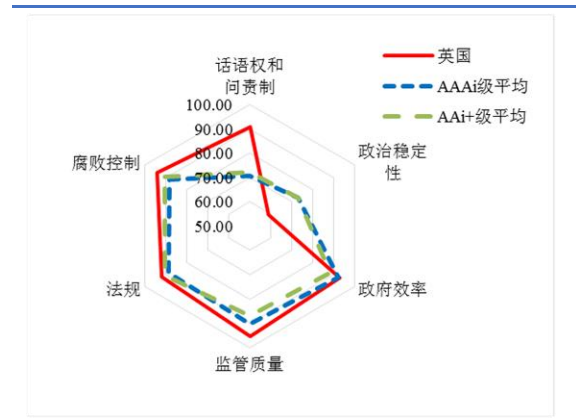 英国
AAAi级平均
AAi+级平均
话语权和
问责制
100.00
90.00
80.00
70.00
60.00
50.00
政治稳定
性
腐败控制
法规
政府效率
监管质量